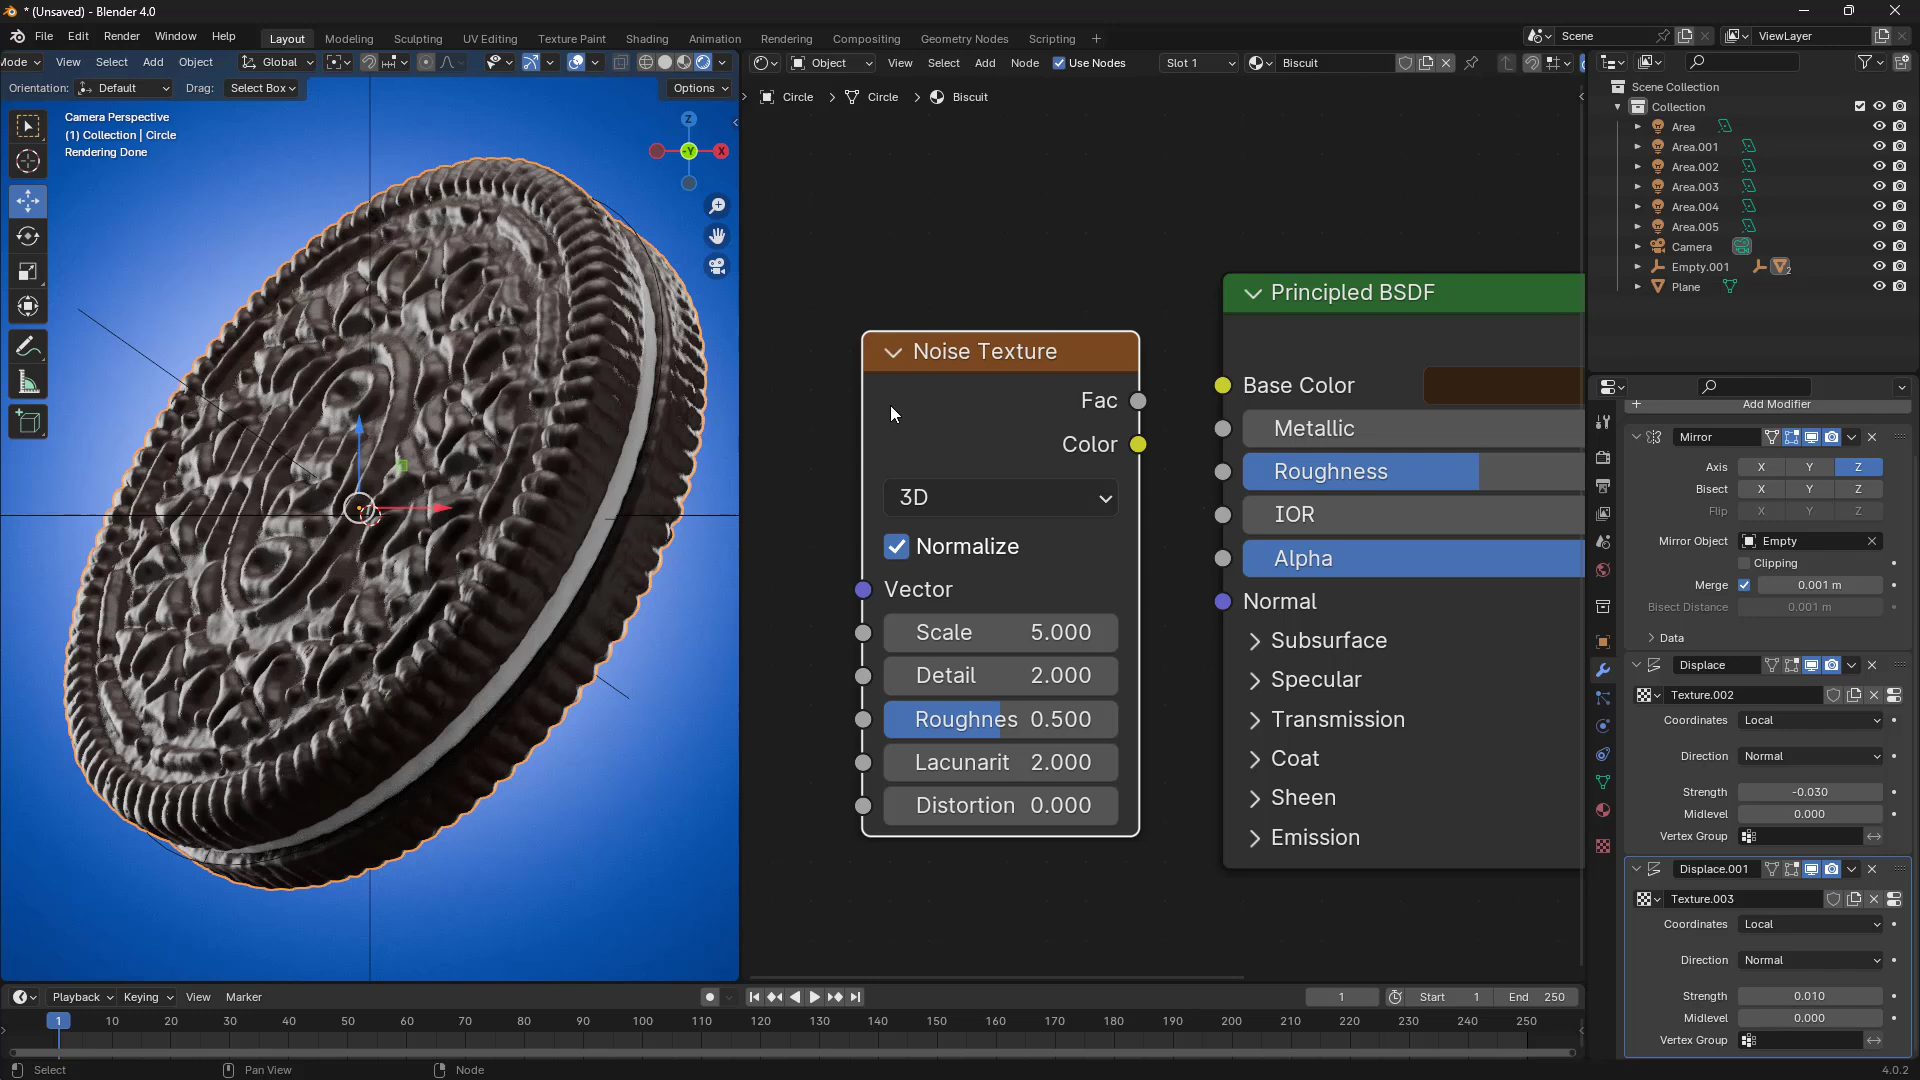 * (Unsaved) - Blender 4.0
File Edit Render Window Help
Layout Modeling Sculpting UV Editing Texture Paint Shading Animation Rendering Compositing Geometry Nodes Scripting +
Scene
ViewLayer
Mode View Select Add Object Global
Object View Select Add Node Use Nodes Slot 1 Biscuit
Orientation: Default Drag: Select Box Options
Circle > Circle > Biscuit
Camera Perspective
(1) Collection | Circle
Rendering Done
Z
X
-Y
Noise Texture
Fac
Color
3D
Normalize
Vector
Scale 5.000
Detail 2.000
Roughnes 0.500
Lacunarit 2.000
Distortion 0.000
Principled BSDF
Base Color
Metallic
Roughness
IOR
Alpha
Normal
Subsurface
Specular
Transmission
Coat
Sheen
Emission
Scene Collection
Collection
Area
Area.001
Area.002
Area.003
Area.004
Area.005
Camera
Empty.001 2
Plane
Add Modifier
Mirror
Axis X Y Z
Bisect X Y Z
Flip X Y Z
Mirror Object Empty
Clipping
Merge 0.001 m
Bisect Distance 0.001 m
Data
Displace
Texture.002
Coordinates Local
Direction Normal
Strength -0.030
Midlevel 0.000
Vertex Group
Displace.001
Texture.003
Coordinates Local
Direction Normal
Strength 0.010
Midlevel 0.000
Vertex Group
Playback Keying View Marker
1 Start 1 End 250
1 10 20 30 40 50 60 70 80 90 100 110 120 130 140 150 160 170 180 190 200 210 220 230 240 250
Select Pan View Node
4.0.2